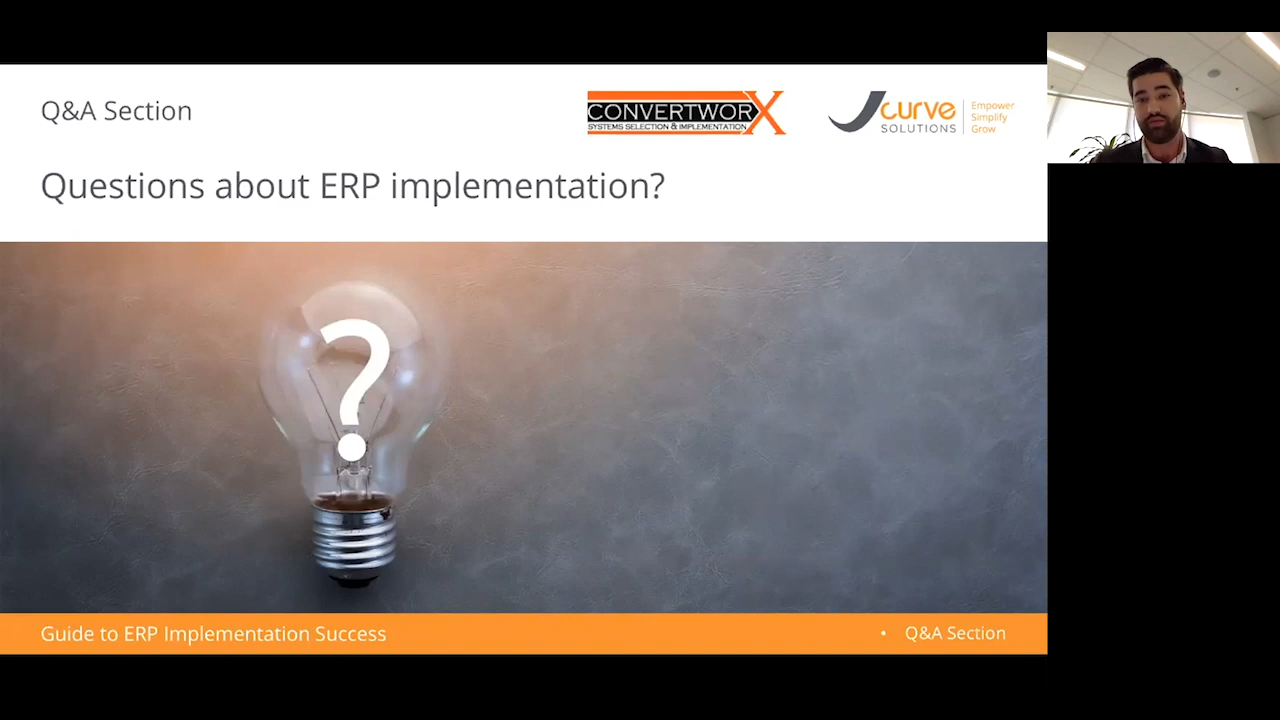 Q&A Section
CONVERTWORX
SYSTEMS SELECTION & IMPLEMENTATION
Jcurve
SOLUTIONS
Empower
Simplify
Grow
Questions about ERP implementation?
?
Guide to ERP Implementation Success
• Q&A Section